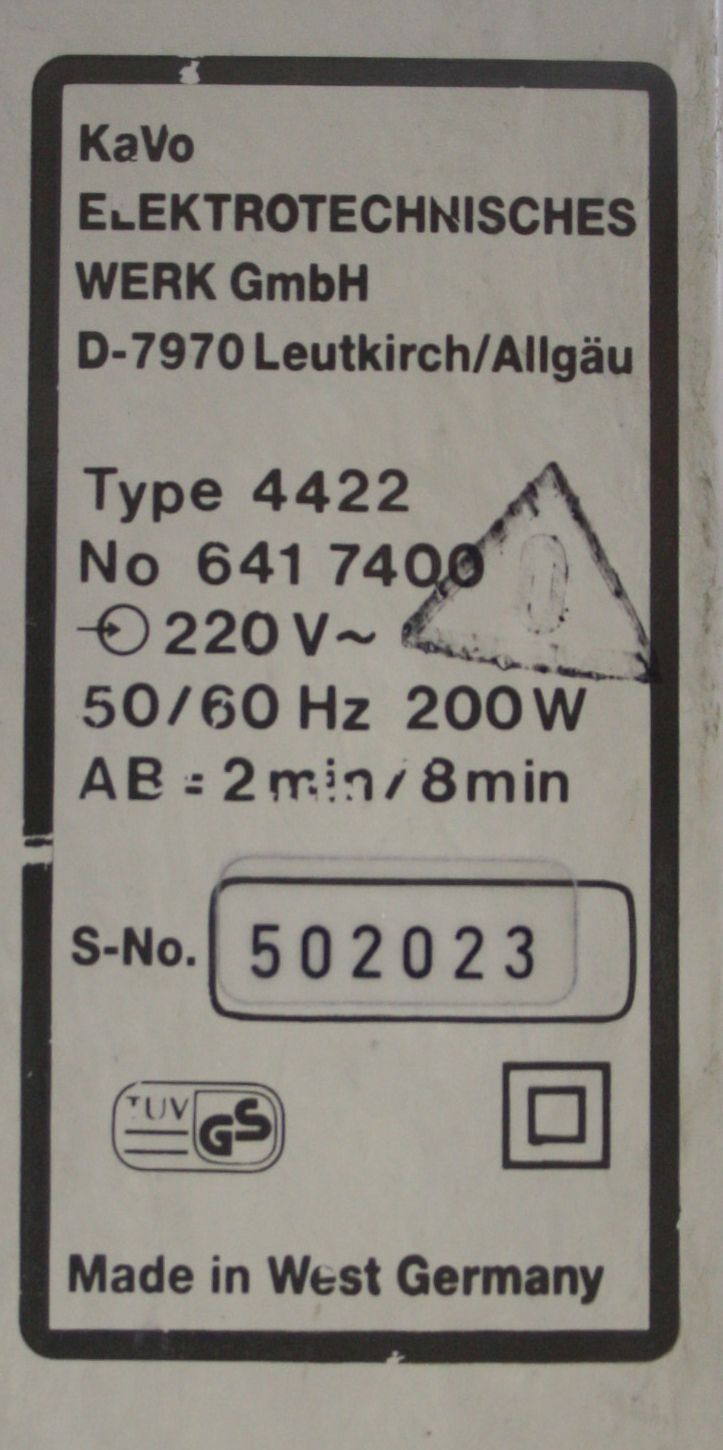 KaVo
ELEKTROTECHNISCHES
WERK GmbH
D-7970 Leutkirch/Allgäu
Type 4422
No 641 7400
220 V~
50/60 Hz 200 W
AB = 2 min / 8 min
S-No. 502023
TÜV GS
Made in West Germany